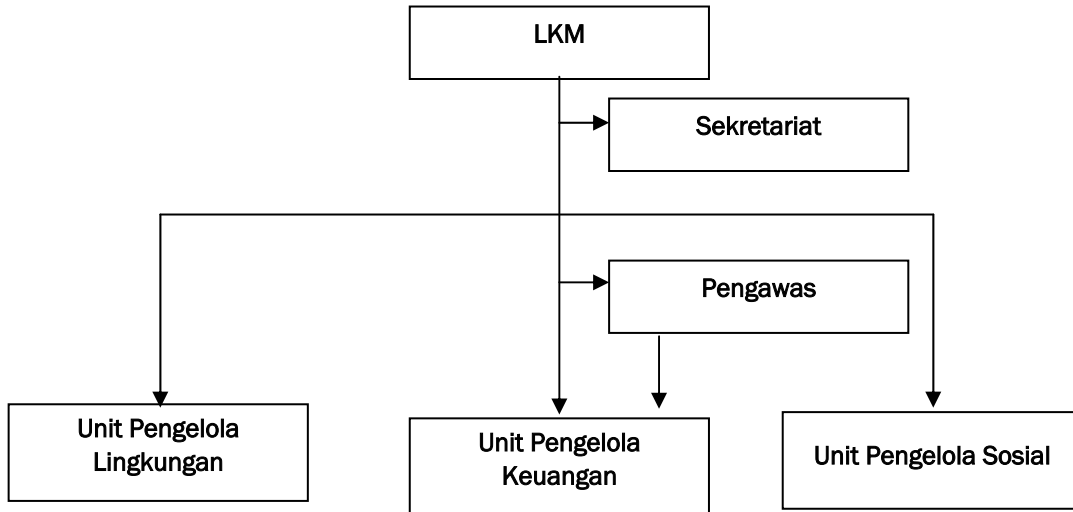 LKM
Sekretariat
Pengawas
Unit Pengelola
Lingkungan
Unit Pengelola
Keuangan
Unit Pengelola Sosial